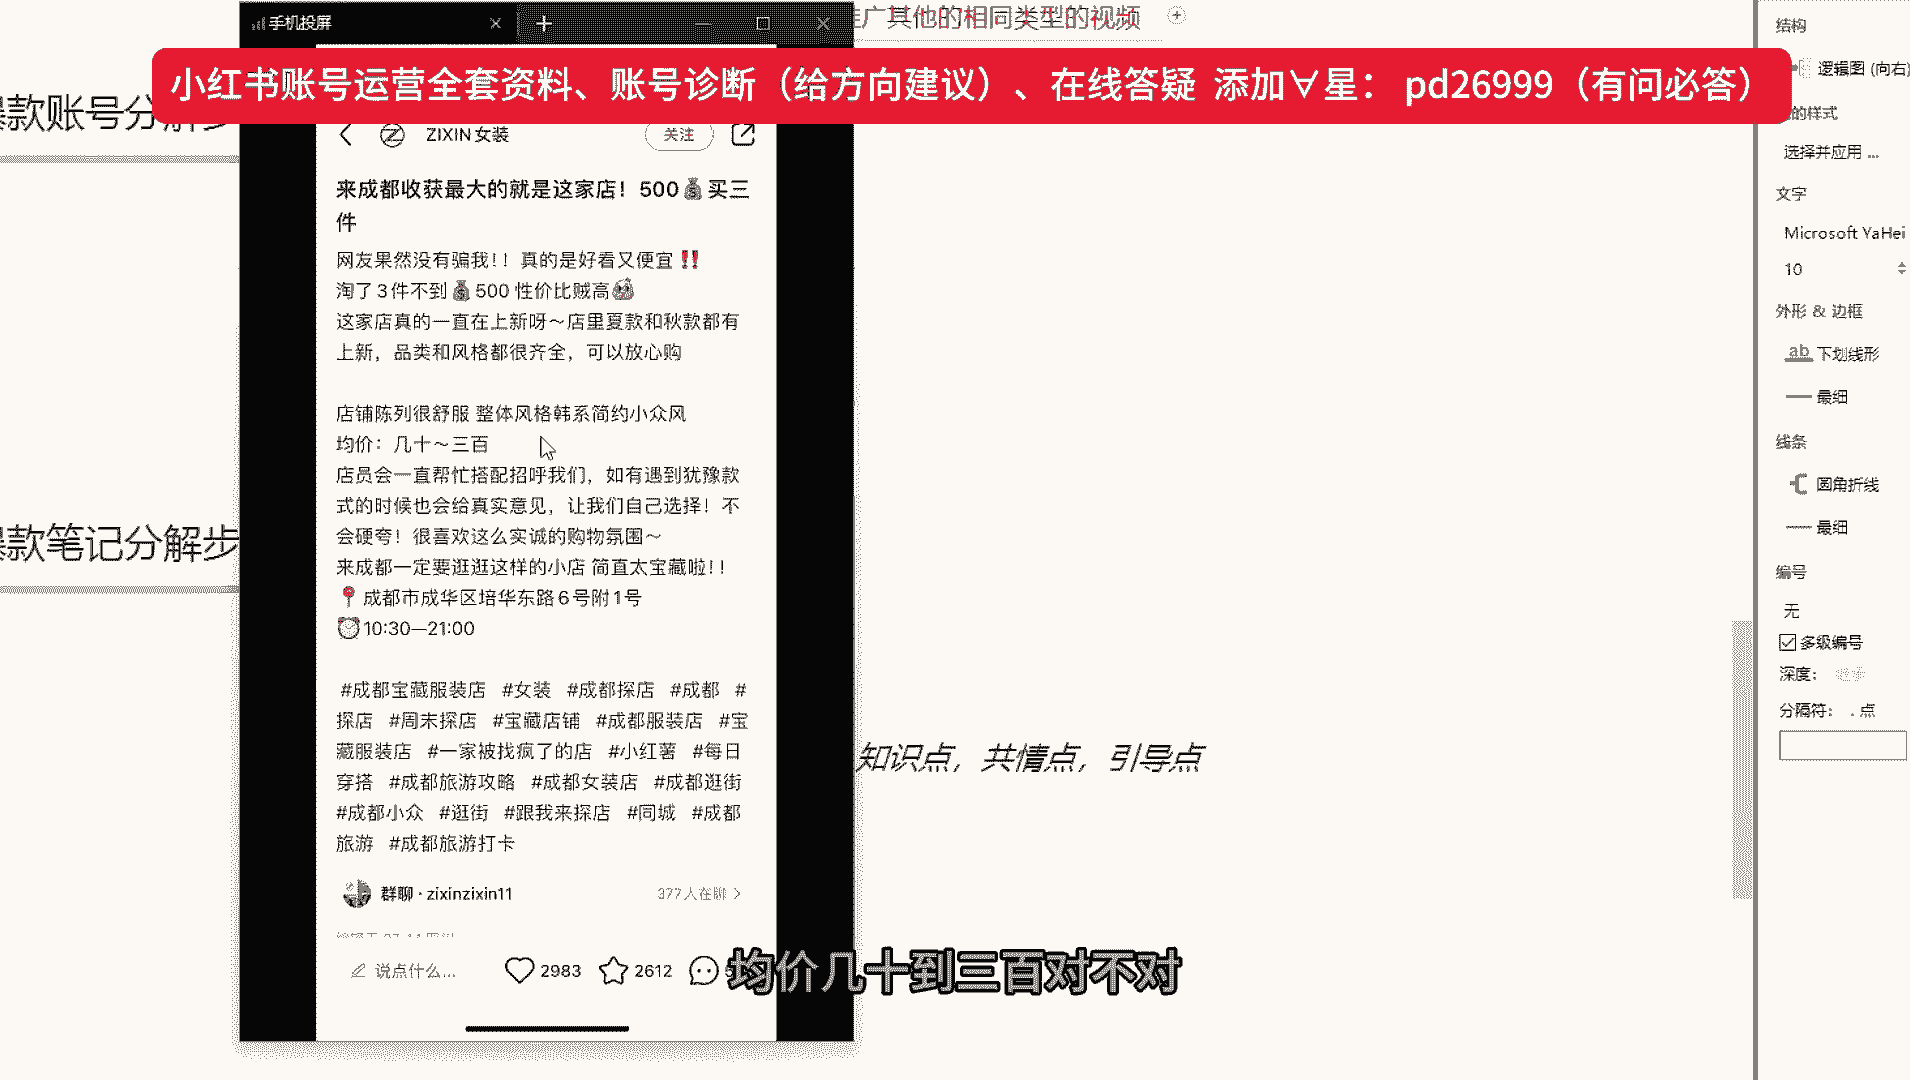 手机投屏
推广其他的相同类型的视频
小红书账号运营全套资料、账号诊断（给方向建议）、在线答疑 添加∀星： pd26999（有问必答）
爆款账号分解步
ZIXIN 女装
关注
来成都收获最大的就是这家店！500💰买三
件
网友果然没有骗我!！真的是好看又便宜‼️
淘了3件不到💰500 性价比贼高
这家店真的一直在上新呀～店里夏款和秋款都有
上新，品类和风格都很齐全，可以放心购
店铺陈列很舒服 整体风格韩系简约小众风
均价：几十～三百
店员会一直帮忙搭配招呼我们，如有遇到犹豫款
式的时候也会给真实意见，让我们自己选择！不
会硬夸！很喜欢这么实诚的购物氛围～
来成都一定要逛逛这样的小店 简直太宝藏啦!！
📍成都市成华区培华东路6号附1号
⏰10:30—21:00
#成都宝藏服装店 #女装 #成都探店 #成都 #
探店 #周末探店 #宝藏店铺 #成都服装店 #宝
藏服装店 #一家被找疯了的店 #小红薯 #每日
穿搭 #成都旅游攻略 #成都女装店 #成都逛街
#成都小众 #逛街 #跟我来探店 #同城 #成都
旅游 #成都旅游打卡
群聊·zixinzixin11
377人在聊
说点什么...
2983
2612
均价几十到三百对不对
爆款笔记分解步
知识点，共情点，引导点
结构
逻辑图 (向右)
的样式
选择并应用 ...
文字
Microsoft YaHei
10
外形 & 边框
下划线形
最细
线条
圆角折线
最细
编号
无
多级编号
深度：
分隔符： . 点